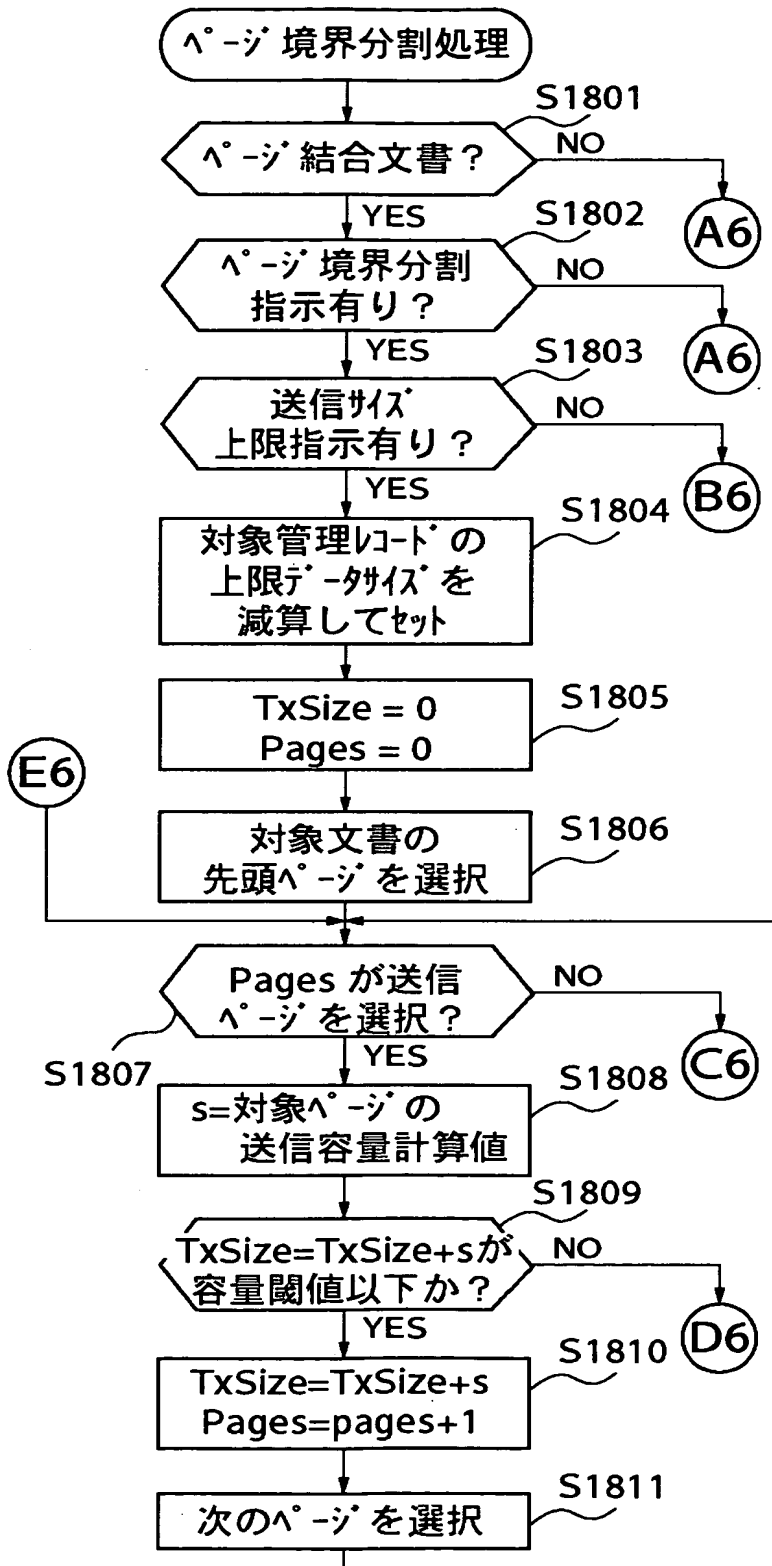 ページ境界分割処理
S1801
ページ結合文書？
NO
YES
A6
S1802
ページ境界分割
指示有り？
NO
YES
A6
S1803
送信ｻｲｽﾞ
上限指示有り？
NO
YES
B6
S1804
対象管理ﾚｺｰﾄﾞの
上限ﾃﾞｰﾀｻｲｽﾞを
減算してｾｯﾄ
S1805
TxSize = 0
Pages = 0
E6
S1806
対象文書の
先頭ﾍﾟｰｼﾞを選択
Pages が送信
ﾍﾟｰｼﾞを選択？
NO
S1807
YES
C6
S1808
s=対象ﾍﾟｰｼﾞの
送信容量計算値
S1809
TxSize=TxSize+sが
容量閾値以下か？
NO
YES
D6
S1810
TxSize=TxSize+s
Pages=pages+1
S1811
次のﾍﾟｰｼﾞを選択